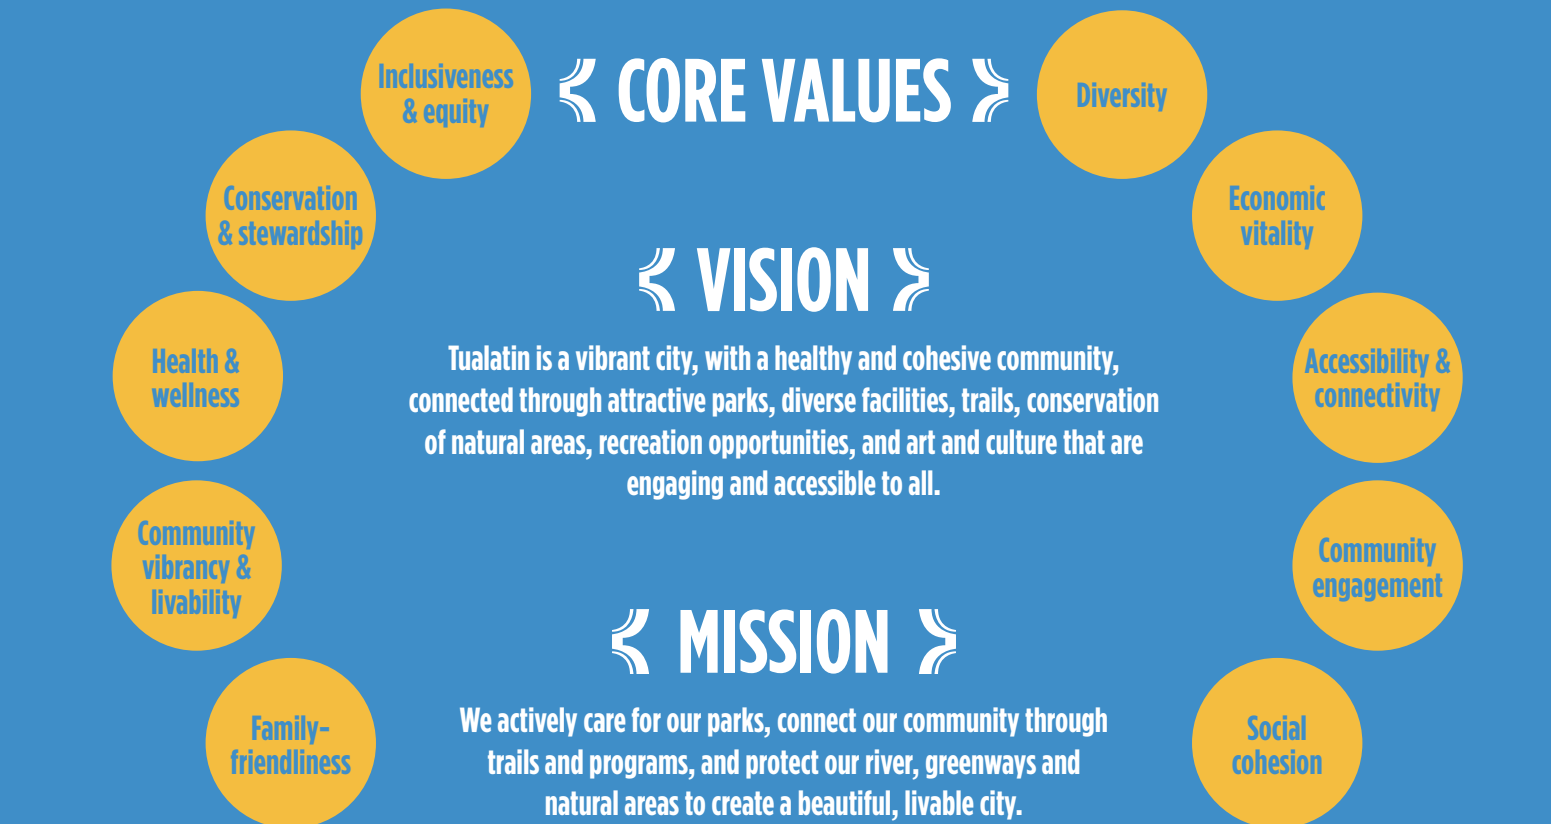 CORE VALUES
Inclusiveness
& equity
Diversity
Conservation
& stewardship
Economic
vitality
Health &
wellness
Accessibility &
connectivity
Community
vibrancy &
livability
Community
engagement
Family-
friendliness
Social
cohesion
VISION
Tualatin is a vibrant city, with a healthy and cohesive community,
connected through attractive parks, diverse facilities, trails, conservation
of natural areas, recreation opportunities, and art and culture that are
engaging and accessible to all.
MISSION
We actively care for our parks, connect our community through
trails and programs, and protect our river, greenways and
natural areas to create a beautiful, livable city.